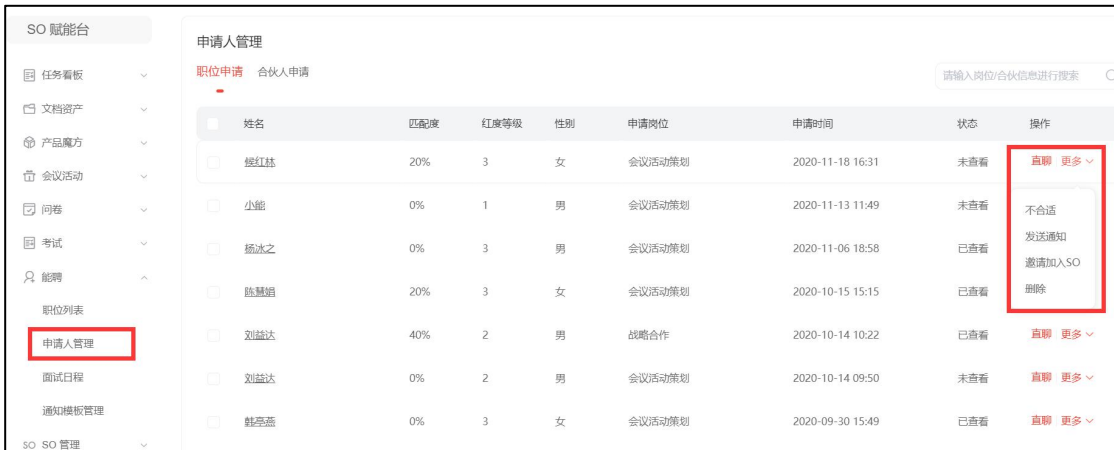 SO 赋能台
任务看板
文档资产
产品魔方
会议活动
问卷
考试
能聘
职位列表
申请人管理
面试日程
通知模板管理
SO SO 管理
申请人管理
职位申请 合伙人申请
请输入岗位/合伙信息进行搜索
姓名 匹配度 红度等级 性别 申请岗位 申请时间 状态 操作
候红林 20% 3 女 会议活动策划 2020-11-18 16:31 未查看 直聊 更多
小能 0% 1 男 会议活动策划 2020-11-13 11:49 未查看
杨冰之 0% 3 男 会议活动策划 2020-11-06 18:58 已查看
陈慧娟 20% 3 女 会议活动策划 2020-10-15 15:15 已查看
不合适
发送通知
邀请加入SO
删除
刘益达 40% 2 男 战略合作 2020-10-14 10:22 已查看 直聊 更多
刘益达 0% 2 男 会议活动策划 2020-10-14 09:50 未查看 直聊 更多
韩亭燕 0% 3 女 会议活动策划 2020-09-30 15:49 已查看 直聊 更多